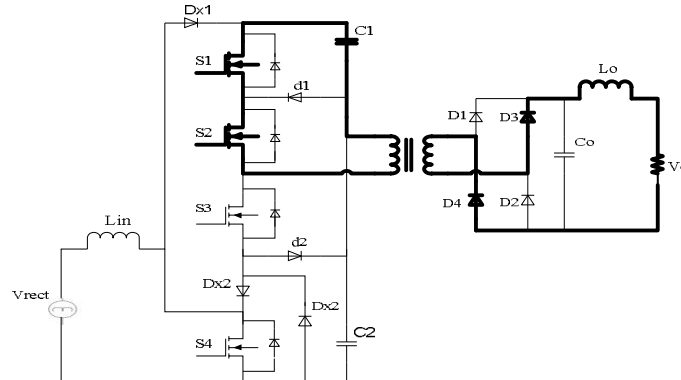 Dx1
C1
S1
Lo
d1
D1 D3
S2
Co
V
D4 D2
S3
Lin
d2
Dx2
Vrect
Dx2
C2
S4